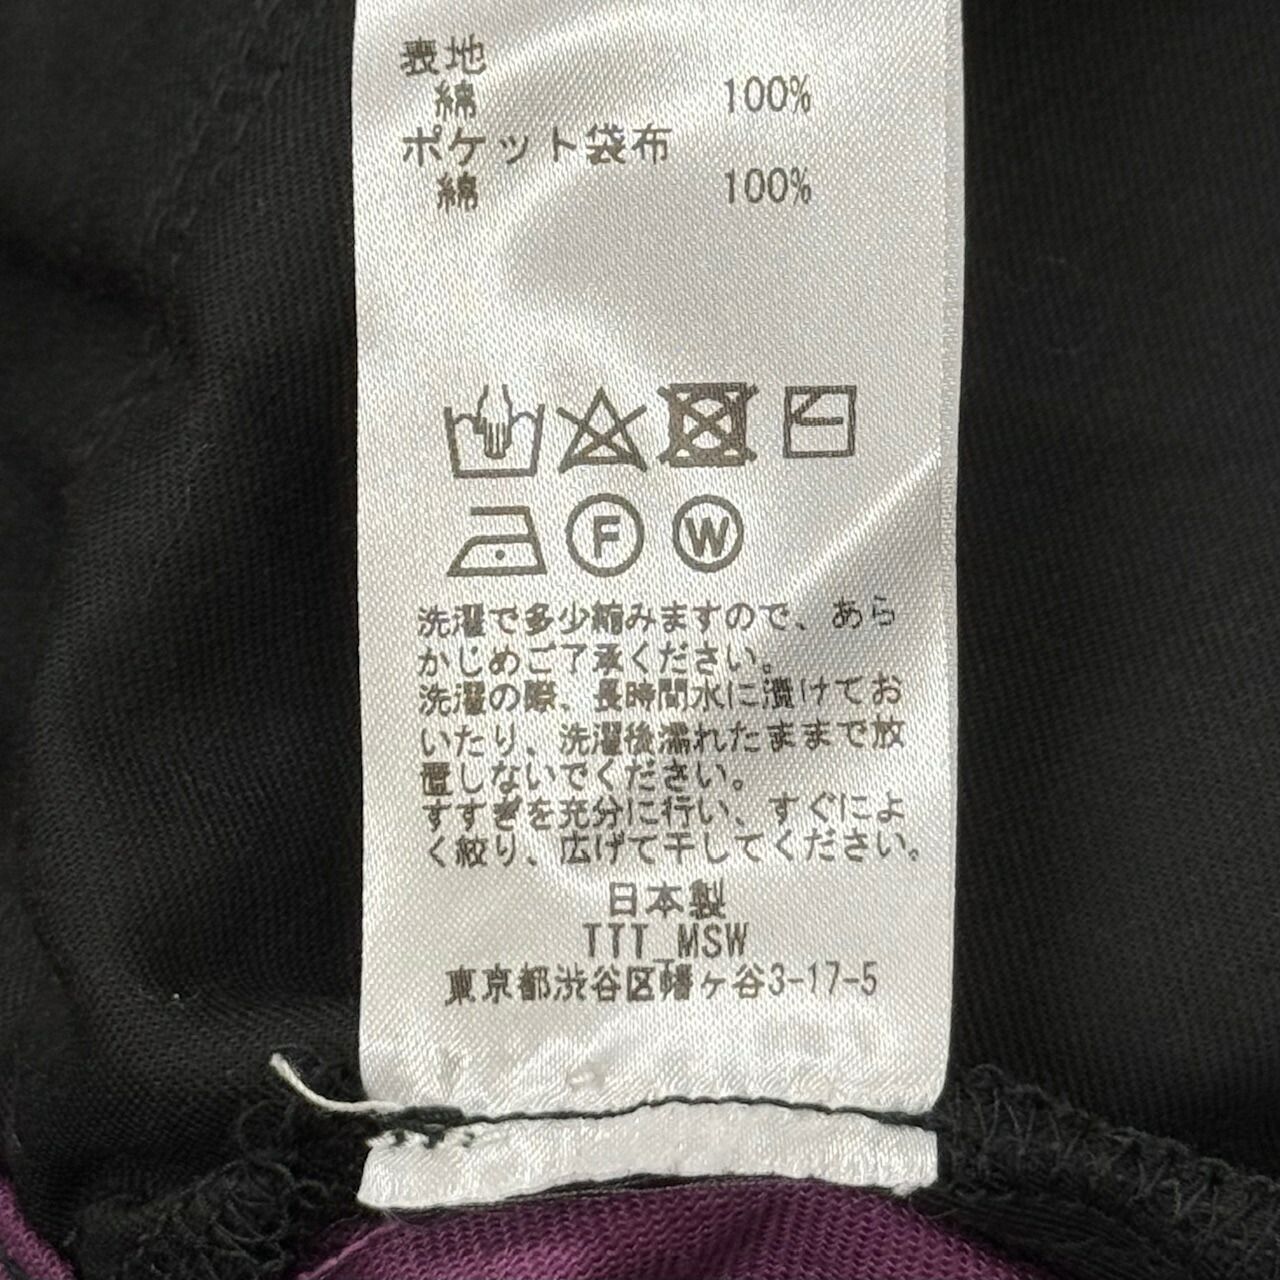 表地
綿 100%
ポケット袋布
綿 100%
F W
洗濯で多少縮みますので、あら
かじめご了承ください。
洗濯の際、長時間水に漬けてお
いたり、洗濯後濡れたままで放
置しないでください。
すすぎを充分に行い、すぐによ
く絞り、広げて干してください。
日本製
TTT_MSW
東京都渋谷区幡ヶ谷3-17-5